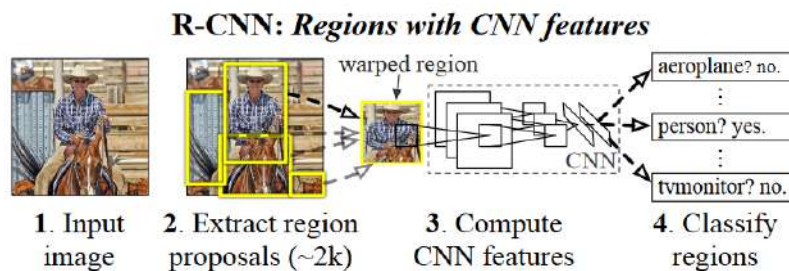 R-CNN: Regions with CNN features
warped region
aeroplane? no.
⋮
person? yes.
⋮
tvmonitor? no.
CNN
1. Input
image
2. Extract region
proposals (~2k)
3. Compute
CNN features
4. Classify
regions